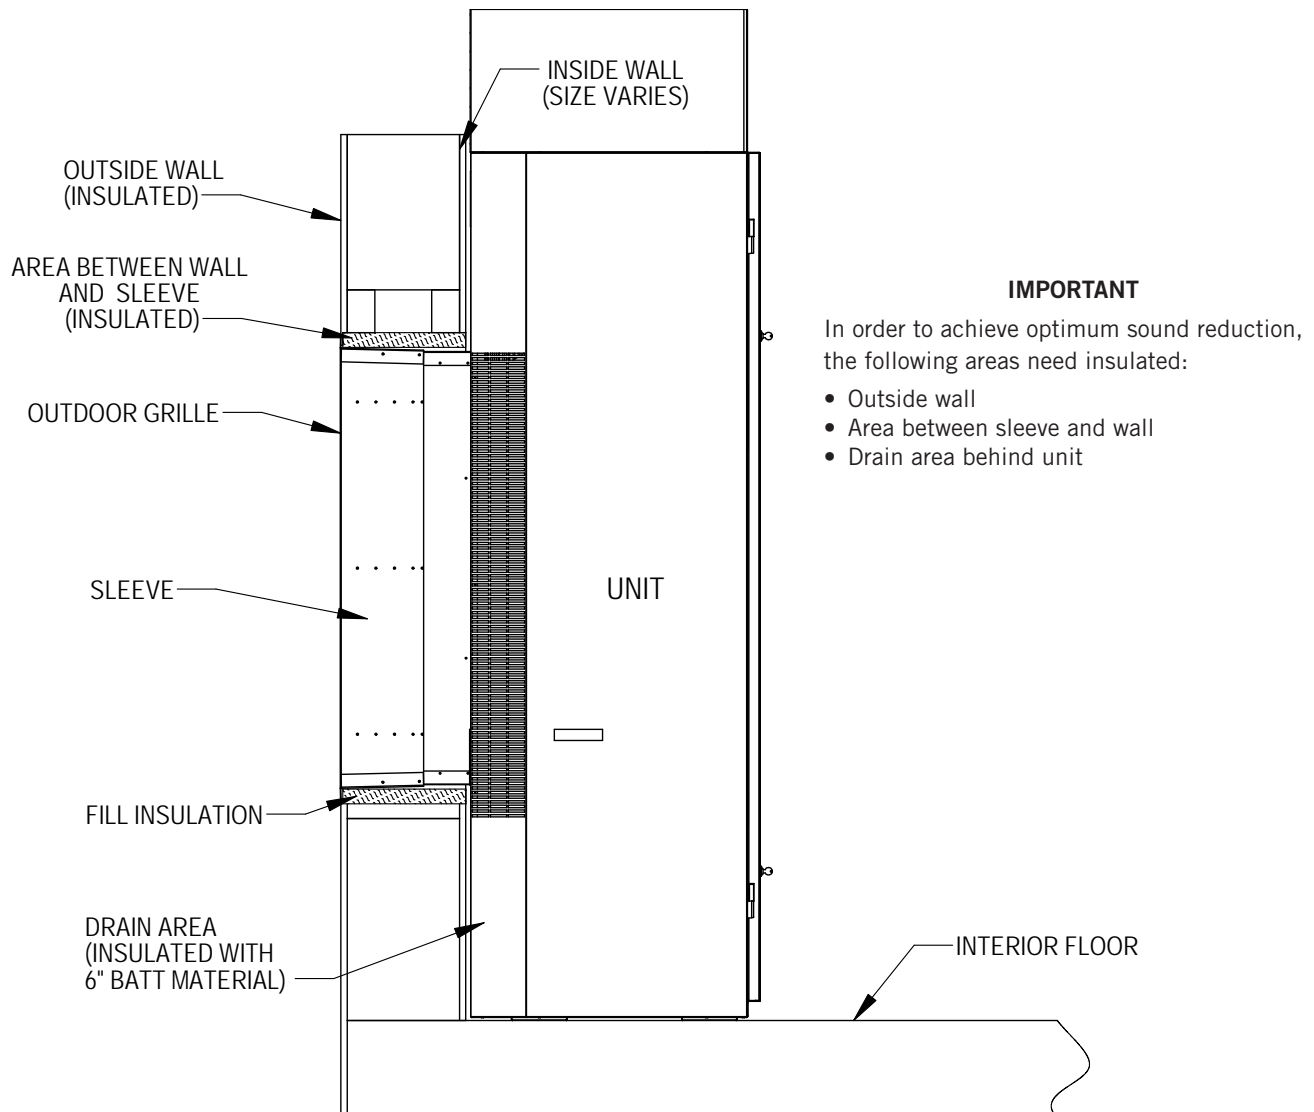 INSIDE WALL
(SIZE VARIES)
OUTSIDE WALL
(INSULATED)
AREA BETWEEN WALL
AND SLEEVE
(INSULATED)
OUTDOOR GRILLE
SLEEVE
FILL INSULATION
DRAIN AREA
(INSULATED WITH
6" BATT MATERIAL)
UNIT
INTERIOR FLOOR
IMPORTANT
In order to achieve optimum sound reduction,
the following areas need insulated:
• Outside wall
• Area between sleeve and wall
• Drain area behind unit